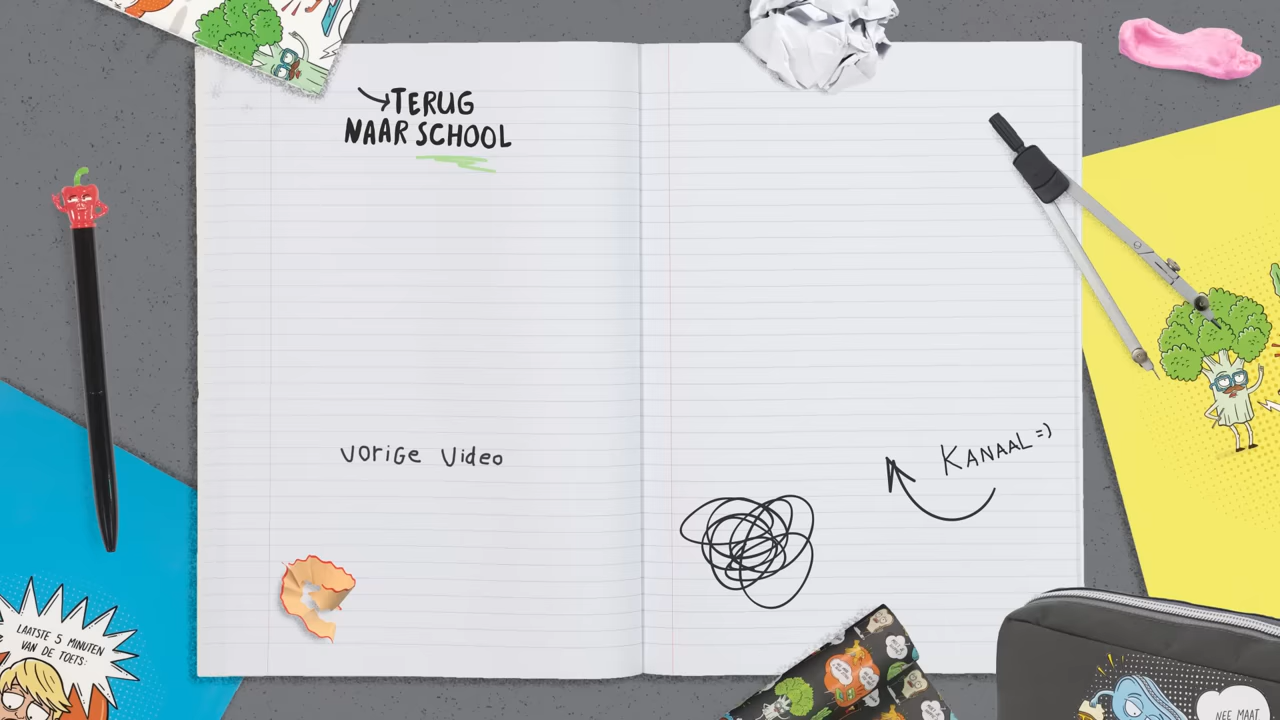 TERUG
NAAR SCHOOL
Vorige Video
KANAAL =)
LAATSTE 5 MINUTEN
VAN DE TOETS:
NEE MAAT